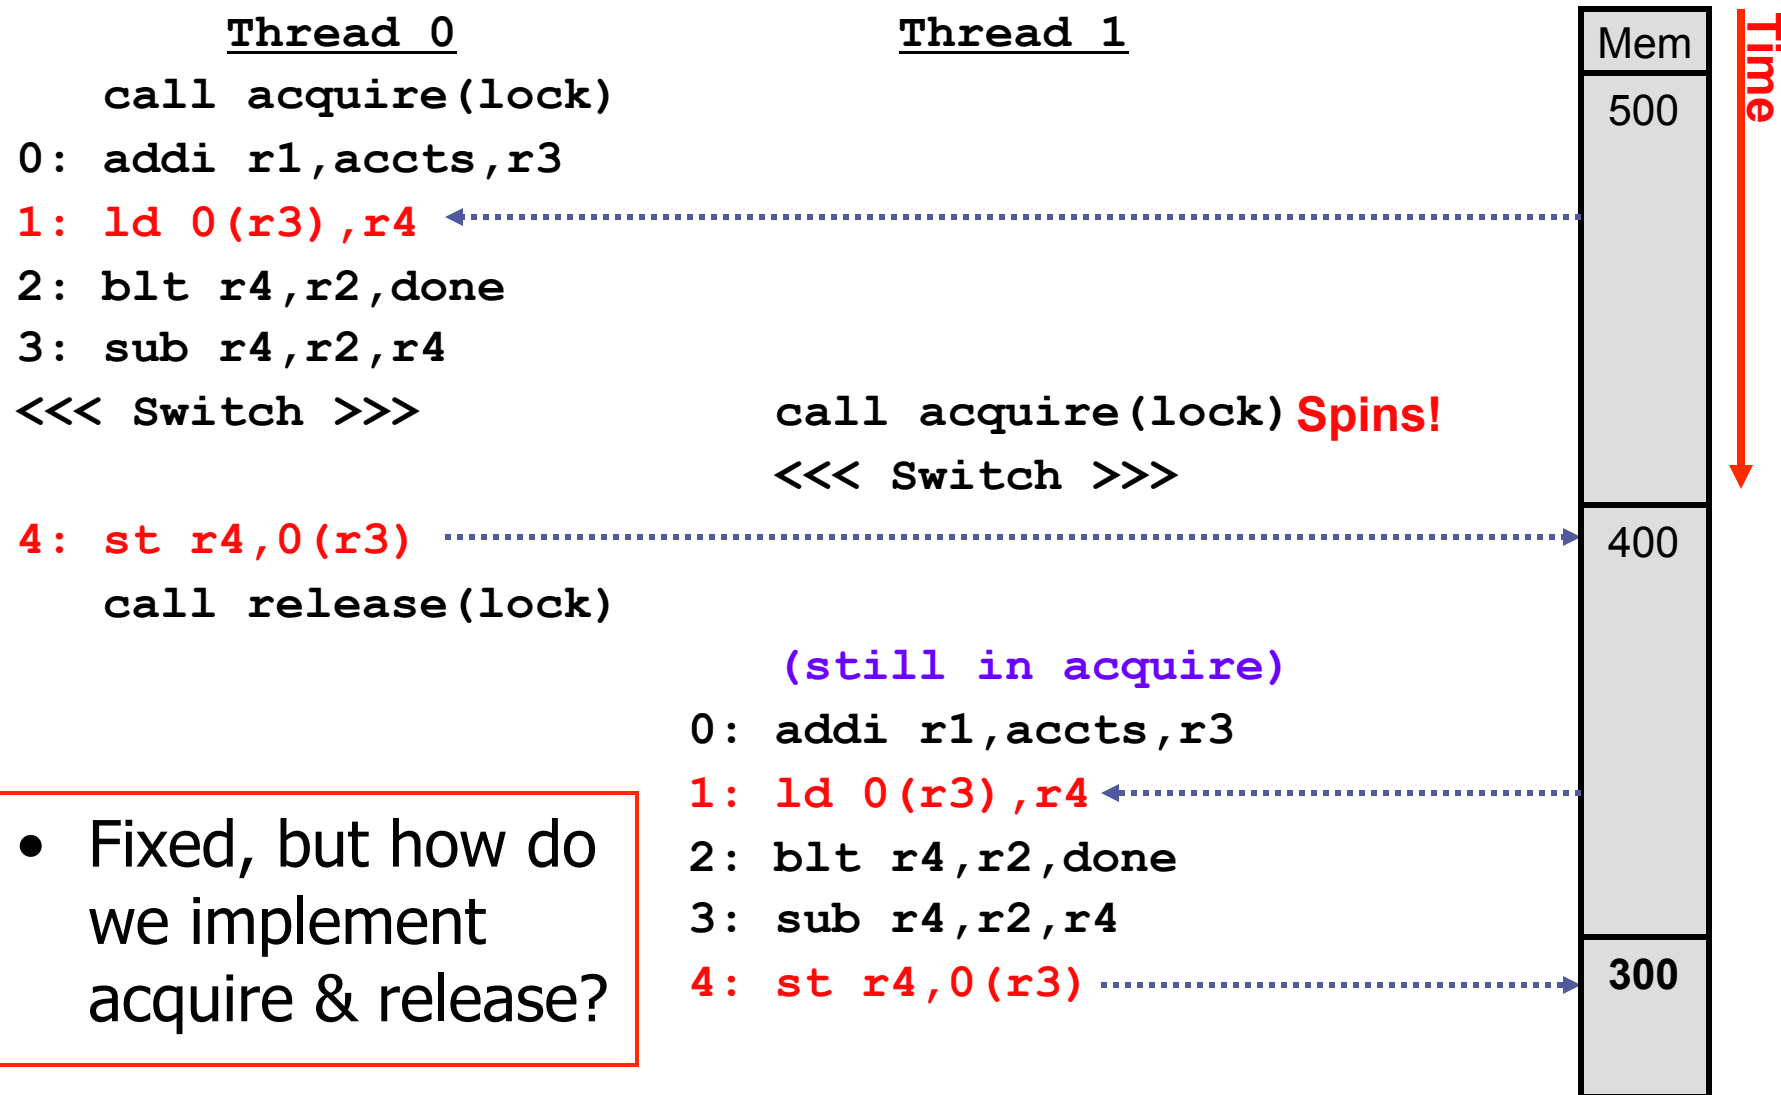 Thread 0
Thread 1
Mem
Time
call acquire(lock)
500
0: addi r1,accts,r3
1: ld 0(r3),r4
2: blt r4,r2,done
3: sub r4,r2,r4
<<< Switch >>>
call acquire(lock) Spins!
<<< Switch >>>
4: st r4,0(r3)
400
call release(lock)
(still in acquire)
0: addi r1,accts,r3
1: ld 0(r3),r4
2: blt r4,r2,done
3: sub r4,r2,r4
4: st r4,0(r3)
300
• Fixed, but how do
we implement
acquire & release?